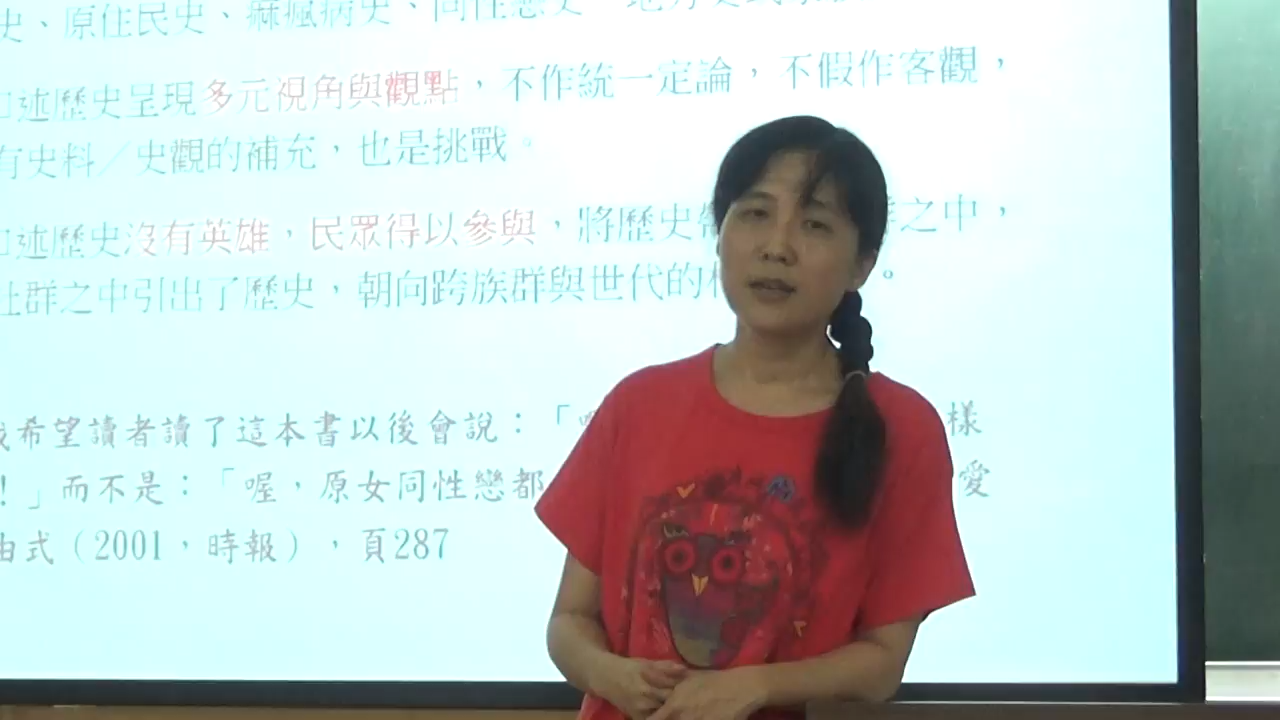 史、原住民史、痲瘋病史、同性戀史、地方
述歷史呈現多元視角與觀點，不作統一定論，不假作客觀，
有史料／史觀的補充，也是挑戰。
述歷史沒有英雄，民眾得以參與，將歷史 之中，
社群之中引出了歷史，朝向跨族群與世代的 。
希望讀者讀了這本書以後會說：「 樣
！」而不是：「喔，原女同性戀都 愛
由式（2001，時報），頁287